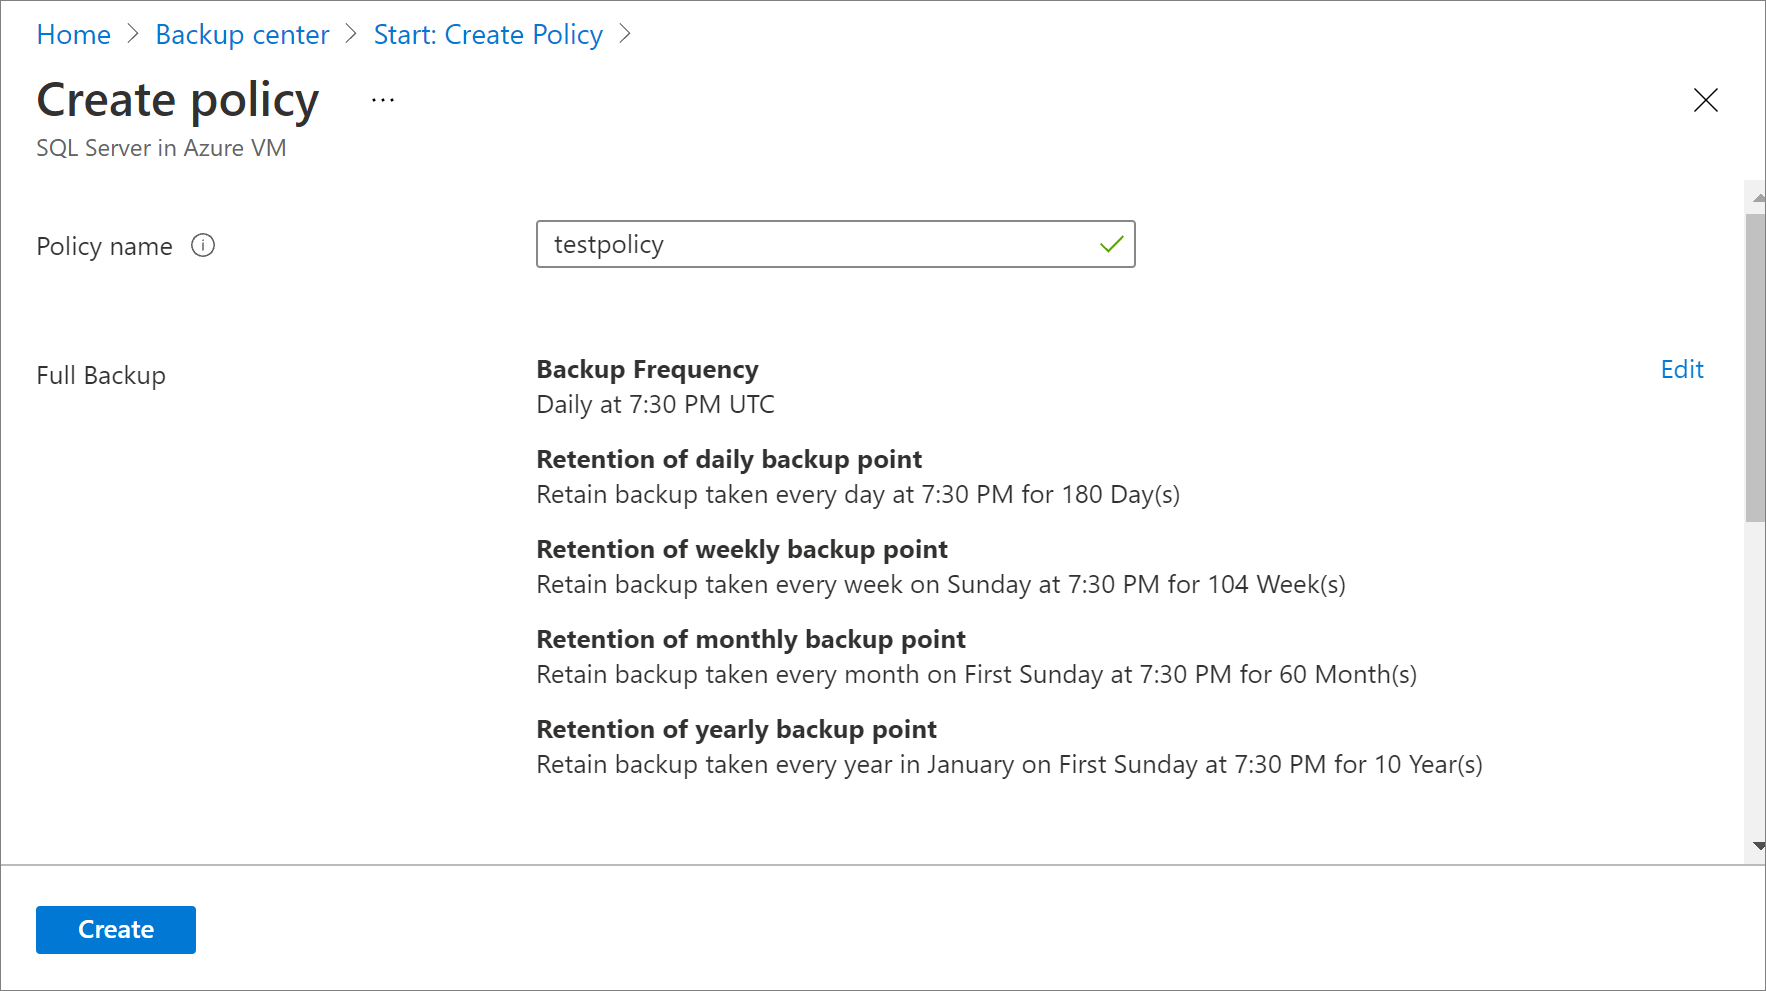 Home > Backup center > Start: Create Policy >
Create policy ...
SQL Server in Azure VM
Policy name
testpolicy
Full Backup
Backup Frequency
Edit
Daily at 7:30 PM UTC
Retention of daily backup point
Retain backup taken every day at 7:30 PM for 180 Day(s)
Retention of weekly backup point
Retain backup taken every week on Sunday at 7:30 PM for 104 Week(s)
Retention of monthly backup point
Retain backup taken every month on First Sunday at 7:30 PM for 60 Month(s)
Retention of yearly backup point
Retain backup taken every year in January on First Sunday at 7:30 PM for 10 Year(s)
Create